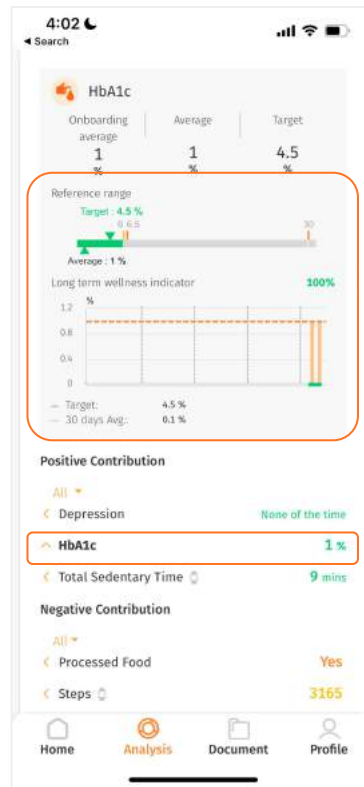 4:02
◀ Search
HbA1c
Onboarding average
Average
Target
1 %
1 %
4.5 %
Reference range
Target : 4.5 %
6 6.5
30
Average : 1 %
Long term wellness indicator
100%
%
1.2
0.8
0.4
0
Target:
4.5 %
30 days Avg.:
0.1 %
Positive Contribution
All
Depression
None of the time
HbA1c
1 %
Total Sedentary Time
9 mins
Negative Contribution
All
Processed Food
Yes
Steps
3165
Home
Analysis
Document
Profile